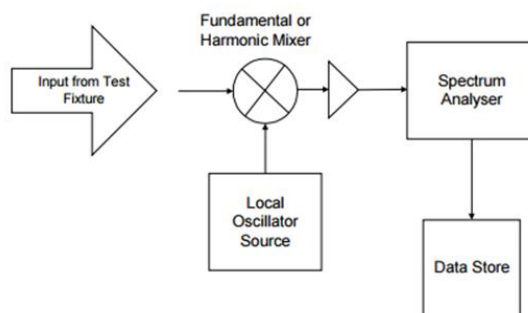 Fundamental or
Harmonic Mixer
Input from Test
Fixture
Spectrum
Analyser
Local
Oscillator
Source
Data Store